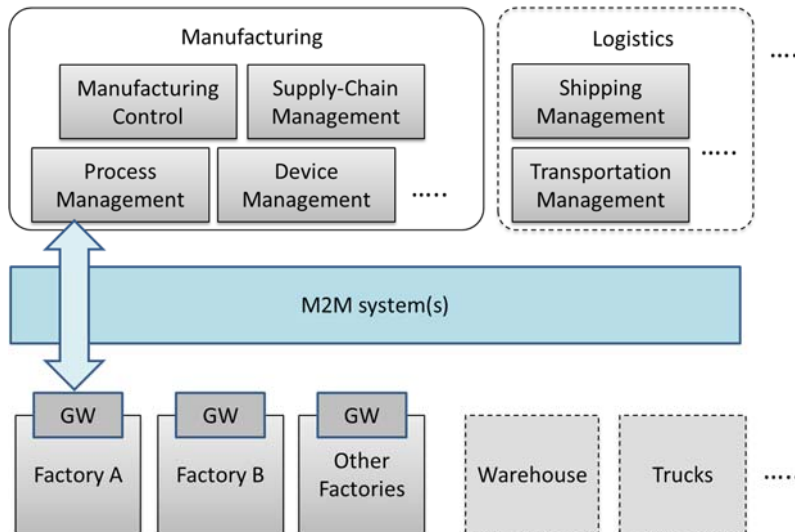 Manufacturing
Logistics
.....
Manufacturing
Control
Supply-Chain
Management
Shipping
Management
.....
Process
Management
Device
Management
.....
Transportation
Management
M2M system(s)
GW
GW
GW
Factory A
Factory B
Other
Factories
Warehouse
Trucks
.....